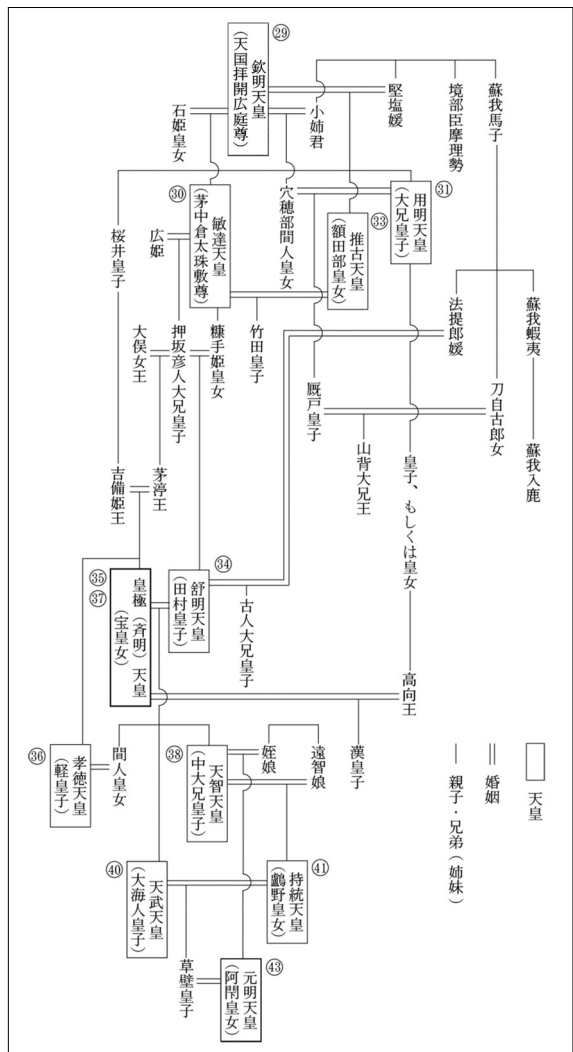 蘇我馬子
境部臣摩理勢
堅塩媛
小姉君
㉙
欽明天皇
(天国排開広庭尊)
石姫皇女
㉛
用明天皇
(大兄皇子)
㉝
推古天皇
(額田部皇女)
穴穂部間人皇女
㉚
敏達天皇
(茅中倉太珠敷尊)
広姫
桜井皇子
蘇我蝦夷
法提郎媛
刀自古郎女
蘇我入鹿
竹田皇子
糠手姫皇女
押坂彦人大兄皇子
大俣女王
厩戸皇子
山背大兄王
皇子、もしくは皇女
茅渟王
吉備姫王
㉞
舒明天皇
(田村皇子)
㉟
㊲
皇極(斉明)天皇
(宝皇女)
古人大兄皇子
高向王
漢皇子
遠智娘
姪娘
㊳
天智天皇
(中大兄皇子)
間人皇女
㊱
孝徳天皇
(軽皇子)
㊶
持統天皇
(鸕野皇女)
㊵
天武天皇
(大海人皇子)
草壁皇子
㊸
元明天皇
(阿閇皇女)
天皇
婚姻
親子・兄弟(姉妹)